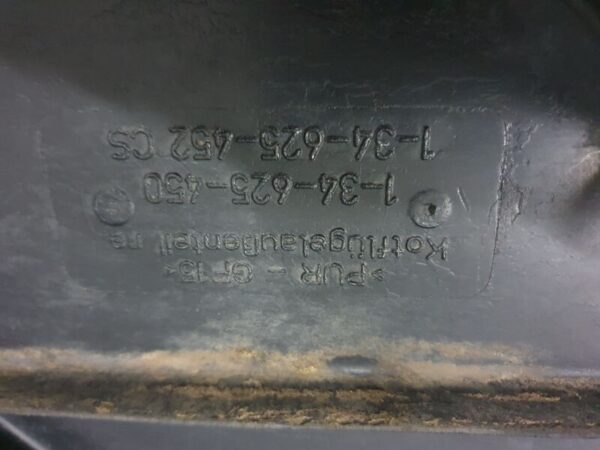 >PUR - GF15<
Kotflügelaußenteil re
1-34-625-450
1-34-625-452 CS